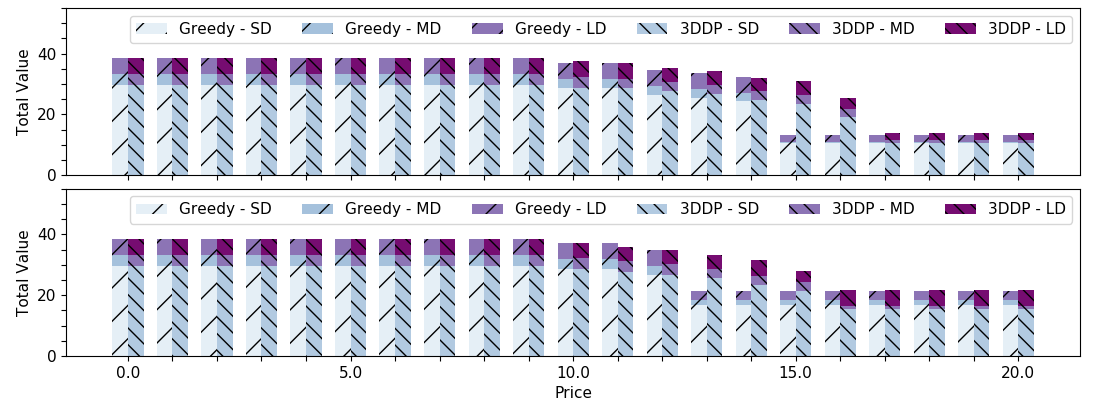 Greedy - SD Greedy - MD Greedy - LD 3DDP - SD 3DDP - MD 3DDP - LD
Total Value
40
20
0
Greedy - SD Greedy - MD Greedy - LD 3DDP - SD 3DDP - MD 3DDP - LD
Total Value
40
20
0
0.0 5.0 10.0 15.0 20.0
Price